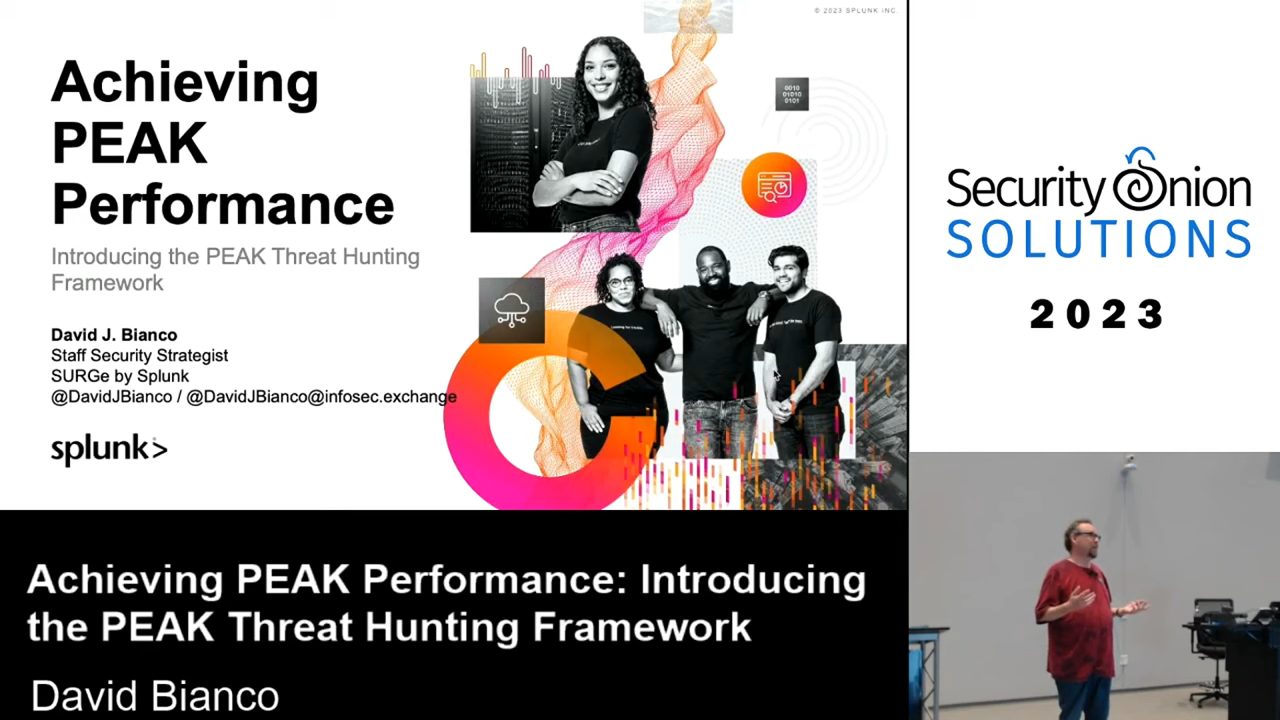 © 2023 SPLUNK INC.
Achieving
PEAK
Performance
Introducing the PEAK Threat Hunting
Framework
David J. Bianco
Staff Security Strategist
SURGe by Splunk
@DavidJBianco / @DavidJBianco@infosec.exchange
splunk>
0010
01010
0101
Security Onion
SOLUTIONS
2023
Achieving PEAK Performance: Introducing
the PEAK Threat Hunting Framework
David Bianco